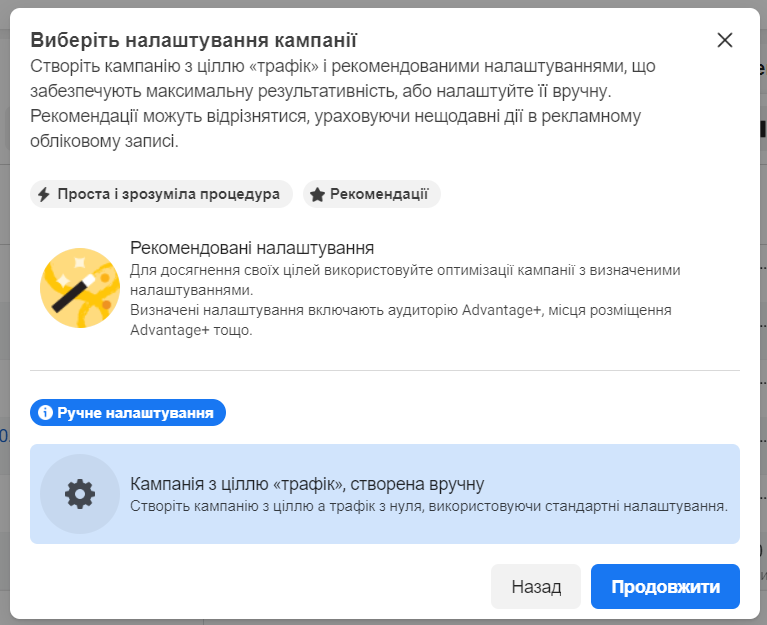 Виберіть налаштування кампанії
Створіть кампанію з ціллю «трафік» і рекомендованими налаштуваннями, що
забезпечують максимальну результативність, або налаштуйте її вручну.
Рекомендації можуть відрізнятися, ураховуючи нещодавні дії в рекламному
обліковому записі.
Проста і зрозуміла процедура
Рекомендації
Рекомендовані налаштування
Для досягнення своїх цілей використовуйте оптимізації кампанії з визначеними
налаштуваннями.
Визначені налаштування включають аудиторію Advantage+, місця розміщення
Advantage+ тощо.
Ручне налаштування
Кампанія з ціллю «трафік», створена вручну
Створіть кампанію з ціллю а трафік з нуля, використовуючи стандартні налаштування.
Назад
Продовжити